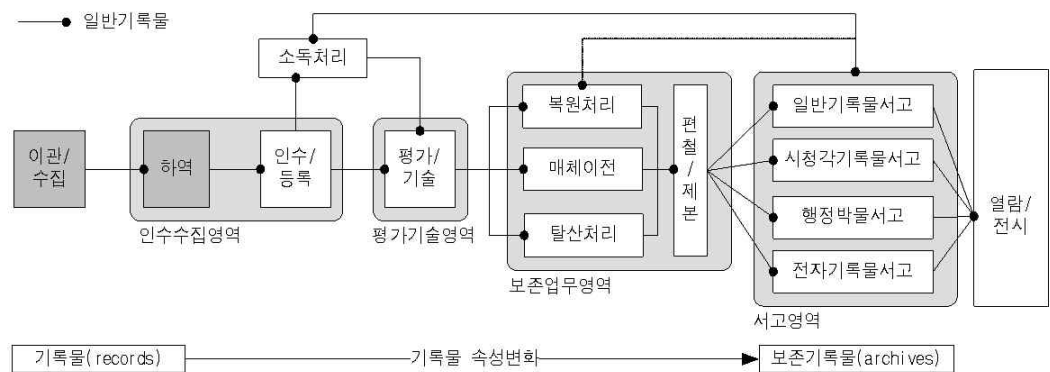 일반기록물
소독처리
복원처리
일반기록물서고
이관/
수집
하역
인수/
등록
평가/
기술
매체이전
편철/제본
시청각기록물서고
행정박물서고
열람/
전시
탈산처리
전자기록물서고
인수수집영역
평가기술영역
보존업무영역
서고영역
기록물(records)
기록물 속성변화
보존기록물(archives)